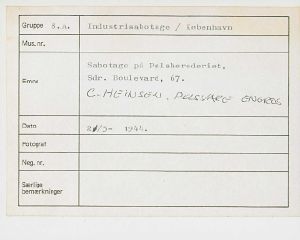 Gruppe 8.a. Industrisabotage / København
Mus. nr.
Emne Sabotage på Pelsberederiet.
Sdr. Boulevard, 67.
C. HEINSEN. PELSVARE ENGROS
Dato 1944.
Fotograf
Neg. nr.
Særlige
bemærkninger